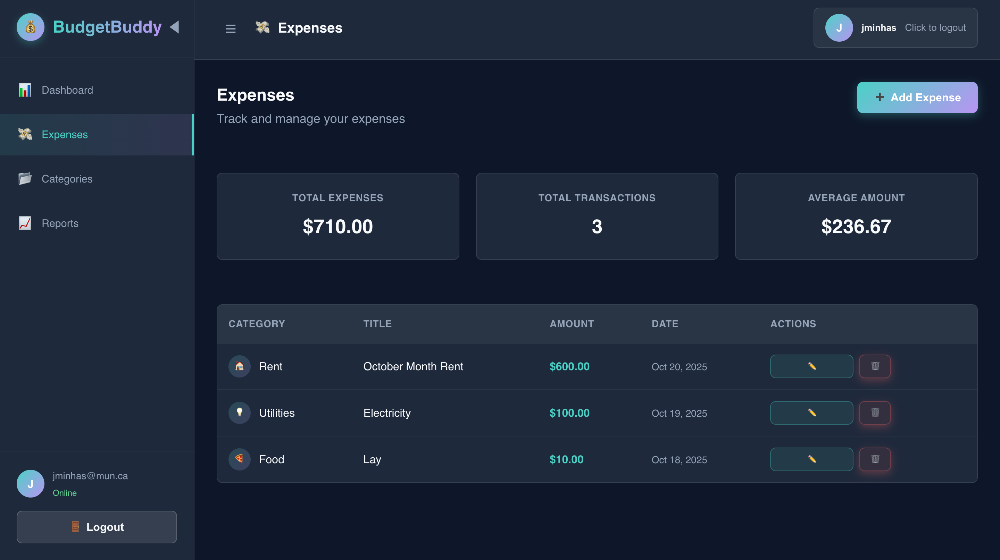 BudgetBuddy
Expenses
J jminhas Click to logout
Dashboard
Expenses
Categories
Reports
Expenses
Track and manage your expenses
Add Expense
TOTAL EXPENSES
$710.00
TOTAL TRANSACTIONS
3
AVERAGE AMOUNT
$236.67
CATEGORY TITLE AMOUNT DATE ACTIONS
Rent October Month Rent $600.00 Oct 20, 2025
Utilities Electricity $100.00 Oct 19, 2025
Food Lay $10.00 Oct 18, 2025
J
jminhas@mun.ca
Online
Logout